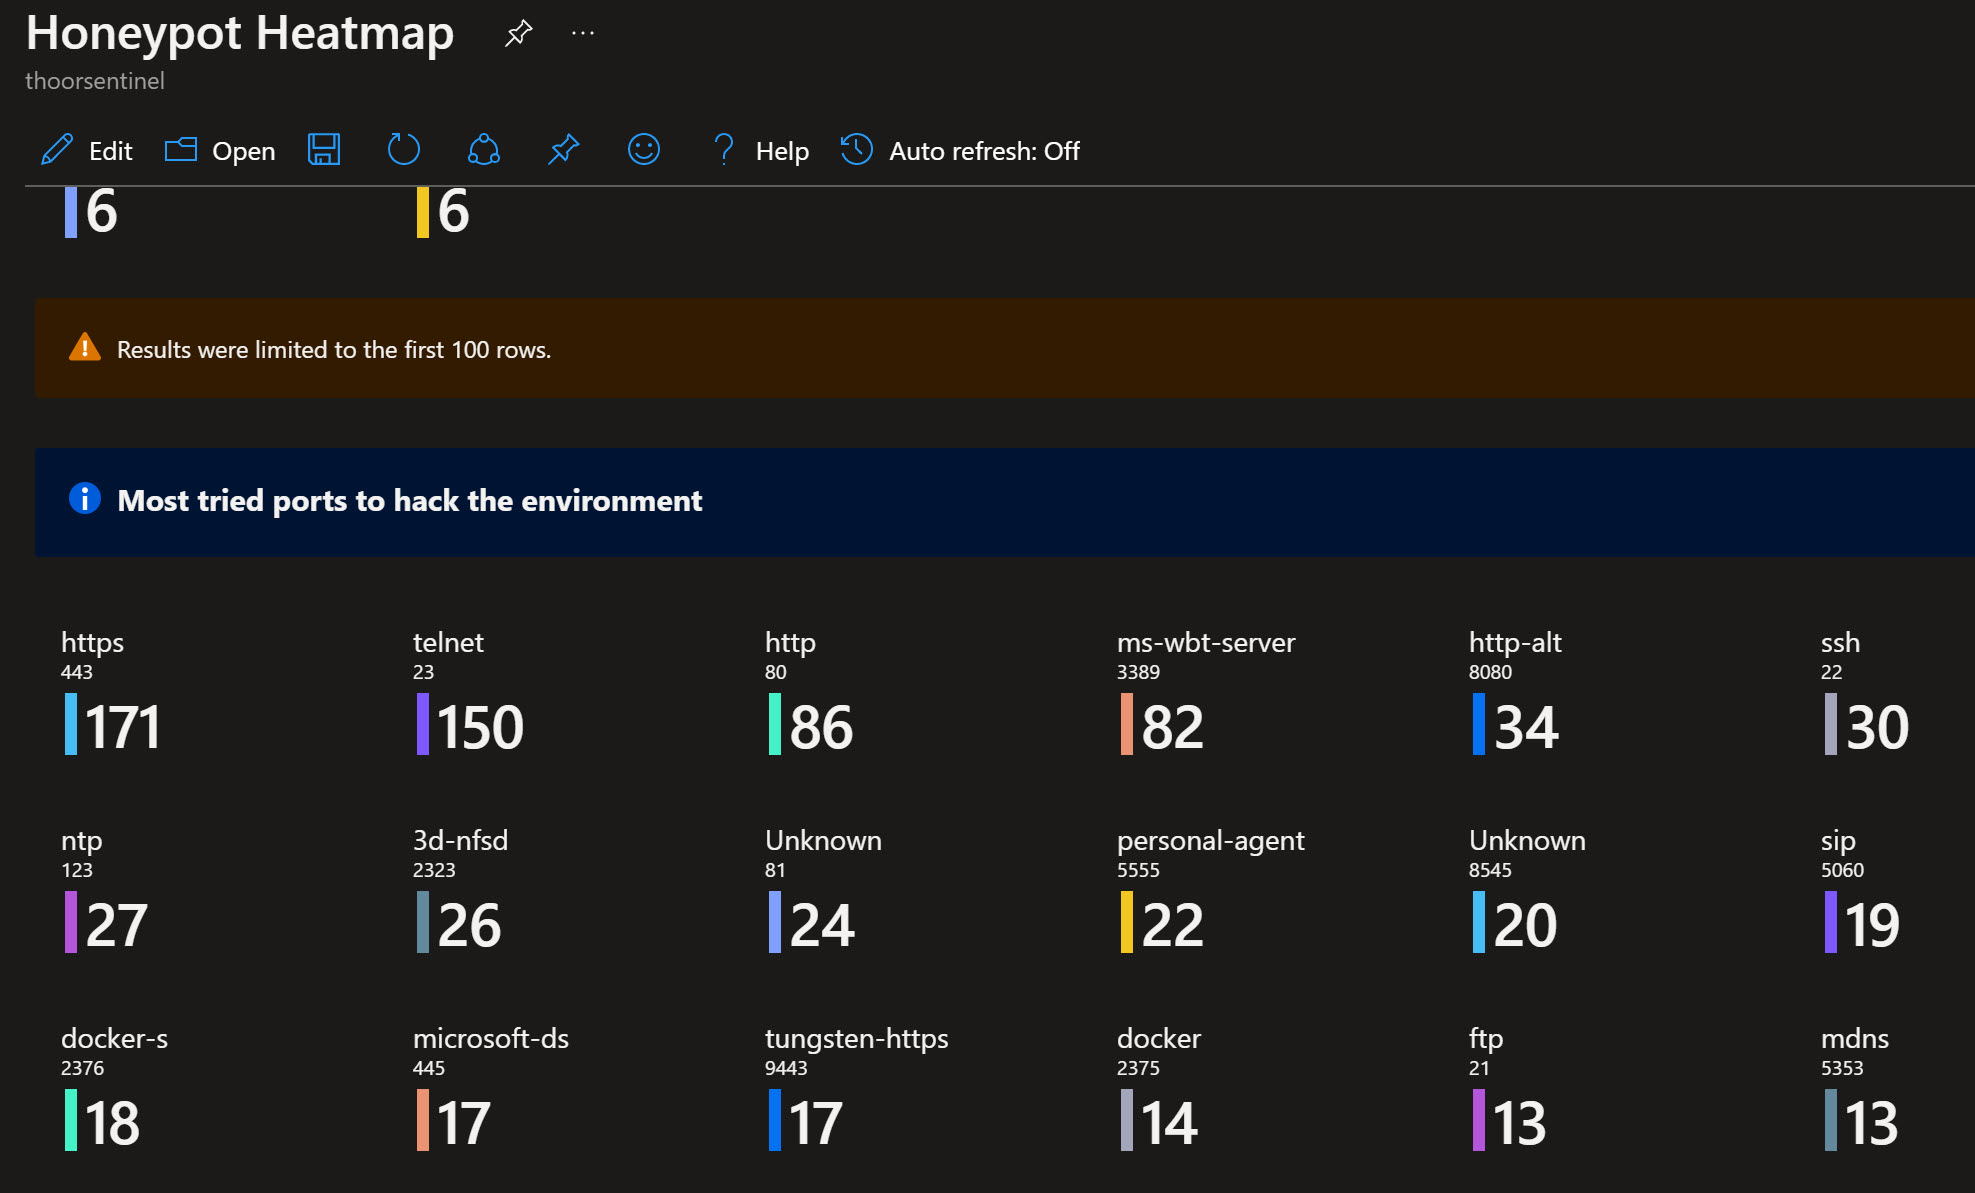 Honeypot Heatmap
thoorsentinel
Edit Open Help Auto refresh: Off
6 6
Results were limited to the first 100 rows.
Most tried ports to hack the environment
https telnet http ms-wbt-server http-alt ssh
443 23 80 3389 8080 22
171 150 86 82 34 30
ntp 3d-nfsd Unknown personal-agent Unknown sip
123 2323 81 5555 8545 5060
27 26 24 22 20 19
docker-s microsoft-ds tungsten-https docker ftp mdns
2376 445 9443 2375 21 5353
18 17 17 14 13 13